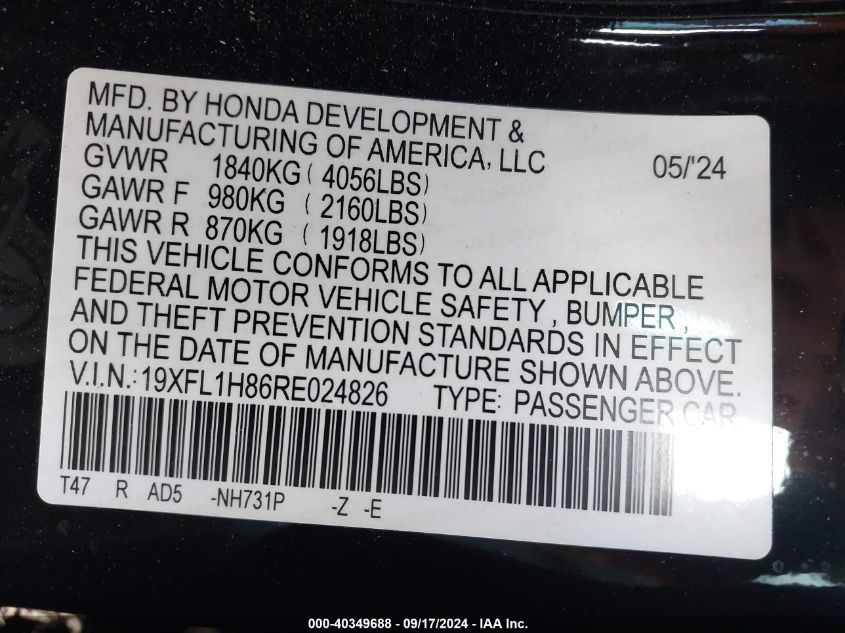 MFD. BY HONDA DEVELOPMENT &
MANUFACTURING OF AMERICA, LLC 05/'24
GVWR 1840KG ( 4056LBS)
GAWR F 980KG ( 2160LBS)
GAWR R 870KG ( 1918LBS)
THIS VEHICLE CONFORMS TO ALL APPLICABLE
FEDERAL MOTOR VEHICLE SAFETY , BUMPER ,
AND THEFT PREVENTION STANDARDS IN EFFECT
ON THE DATE OF MANUFACTURE SHOWN ABOVE.
V.I.N.: 19XFL1H86RE024826 TYPE: PASSENGER CAR
T47 R AD5 -NH731P -Z -E
000-40349688 - 09/17/2024 - IAA Inc.